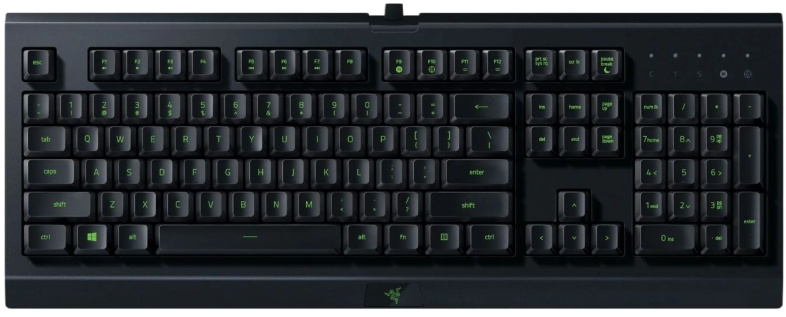 esc F1 F2 F3 F4 F5 F6 F7 F8 F9 F10 F11 F12 prt sc sys rq scr lk pause break
C T S
1 2 @ 3 # 4 $ 5 % 6 7 & 8 9 ( 0 ) - = + ← ins home page up num lk / * -
tab Q W E R T Y U I O P [ { ] } \ | del end page down 7 home 8 9 pg up +
caps A S D F G H J K L ; : enter 4 < 5 6 >
shift Z X C V B N M , . / ? shift ^ 1 end 2 3 pg dn enter
ctrl alt alt fn ctrl < v > 0 ins . del